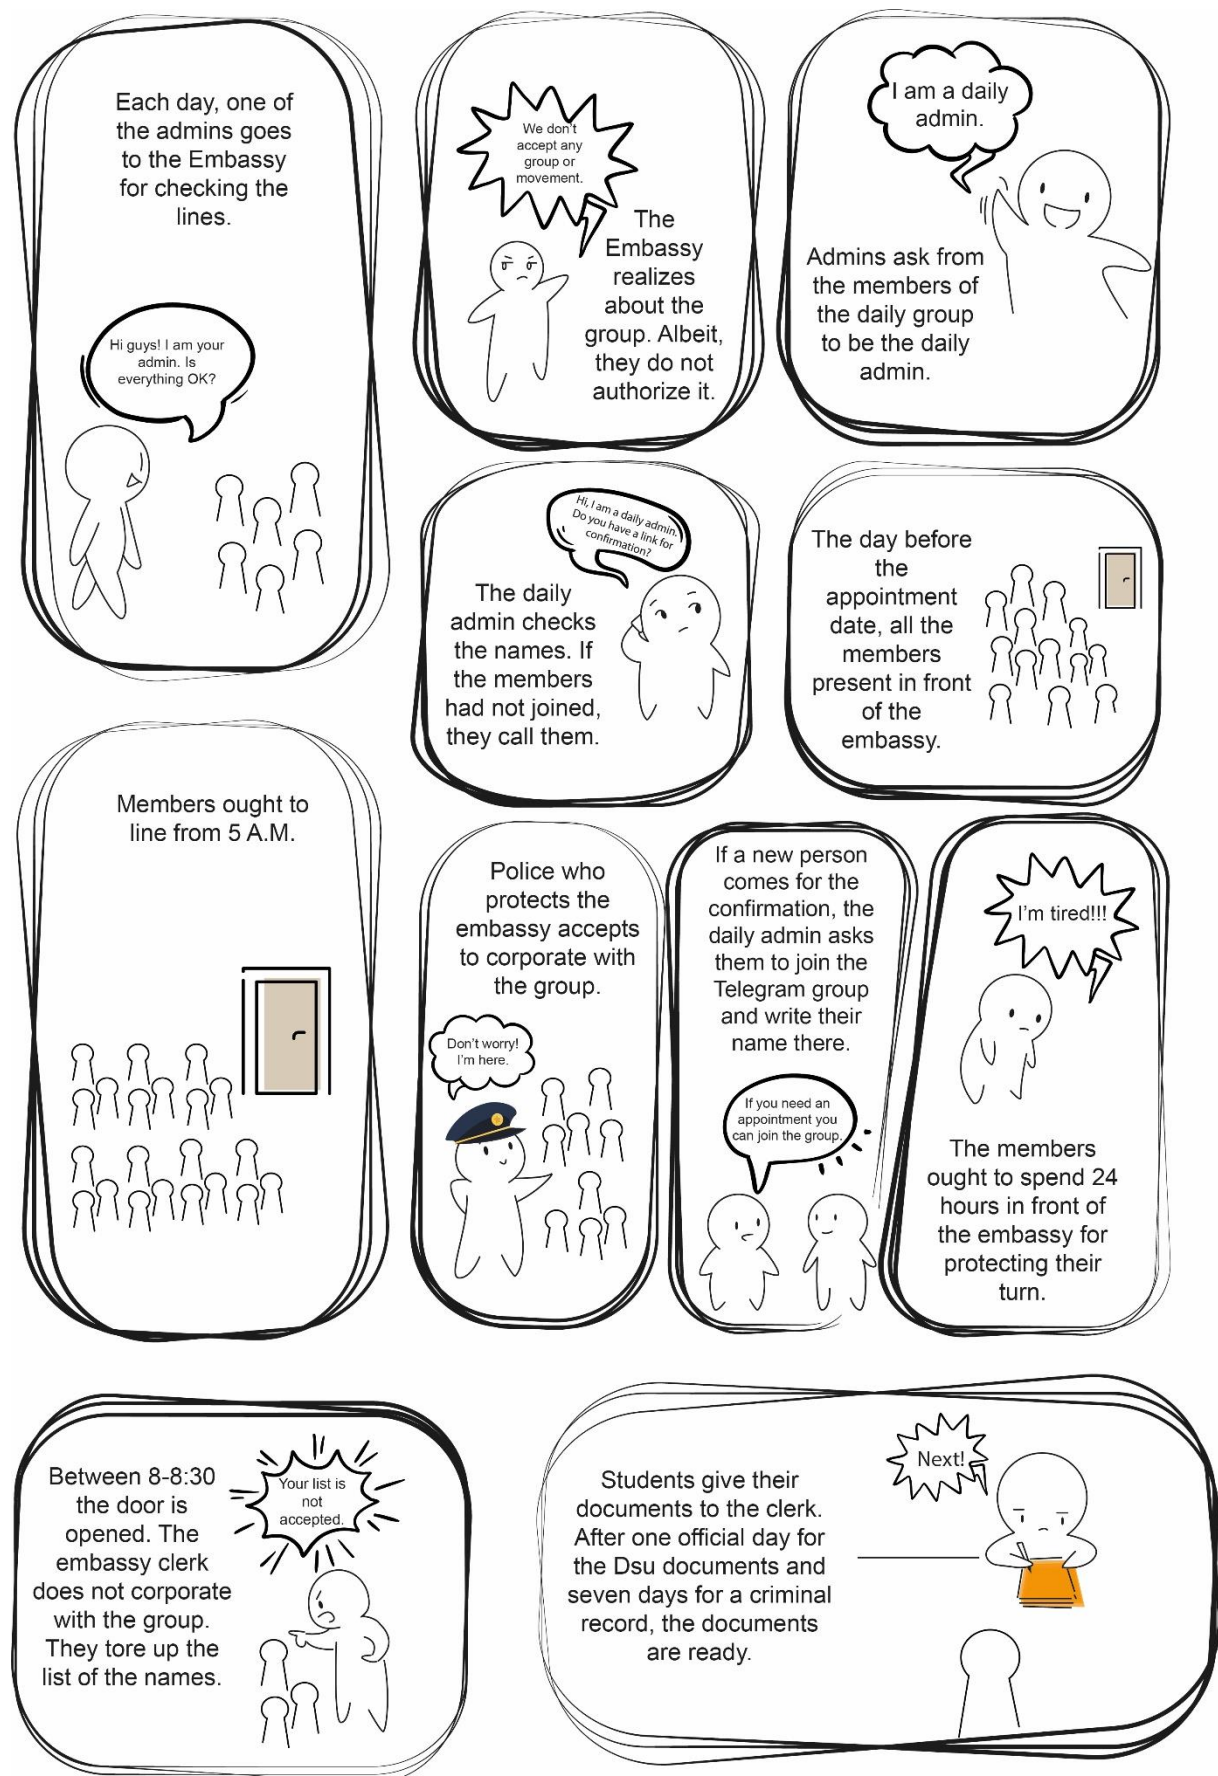 Each day, one of
the admins goes
to the Embassy
for checking the
lines.
Hi guys! I am your
admin. Is
everything OK?
We don't
accept any
group or
movement.
The
Embassy
realizes
about the
group. Albeit,
they do not
authorize it.
I am a daily
admin.
Admins ask from
the members of
the daily group
to be the daily
admin.
Hi, I am a daily admin.
Do you have a link for
confirmation?
The daily
admin checks
the names. If
the members
had not joined,
they call them.
The day before
the
appointment
date, all the
members
present in front
of the
embassy.
Members ought to
line from 5 A.M.
Police who
protects the
embassy accepts
to corporate with
the group.
Don't worry!
I'm here.
If a new person
comes for the
confirmation, the
daily admin asks
them to join the
Telegram group
and write their
name there.
If you need an
appointment you
can join the group.
I'm tired!!!
The members
ought to spend 24
hours in front of
the embassy for
protecting their
turn.
Between 8-8:30
the door is
opened. The
embassy clerk
does not corporate
with the group.
They tore up the
list of the names.
Your list is
not
accepted.
Students give their
documents to the clerk.
After one official day for
the Dsu documents and
seven days for a criminal
record, the documents
are ready.
Next!